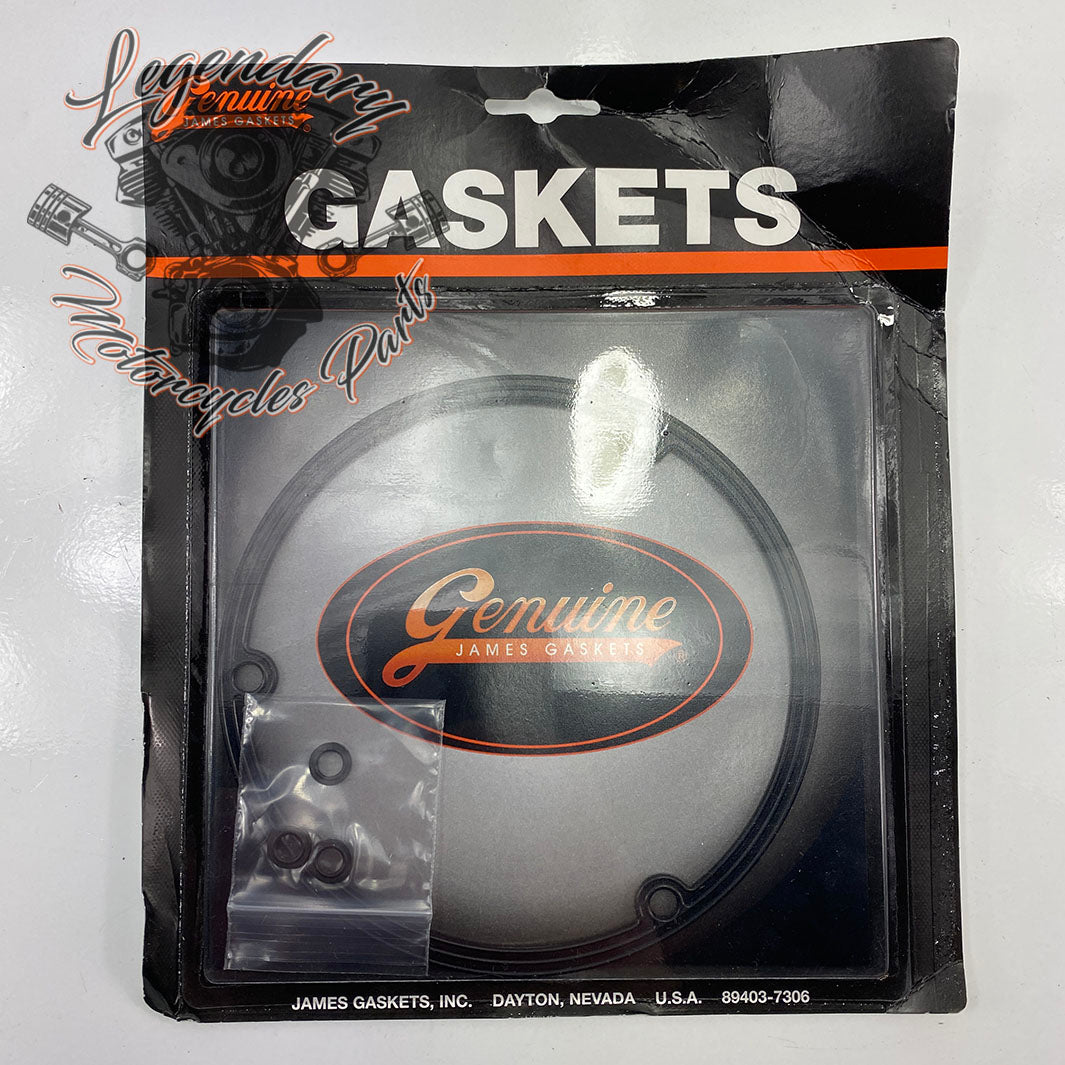 Legendary
Genuine
JAMES GASKETS®
GASKETS
Motorcycles Parts
Genuine
JAMES GASKETS®
JAMES GASKETS, INC. DAYTON, NEVADA U.S.A. 89403-7306